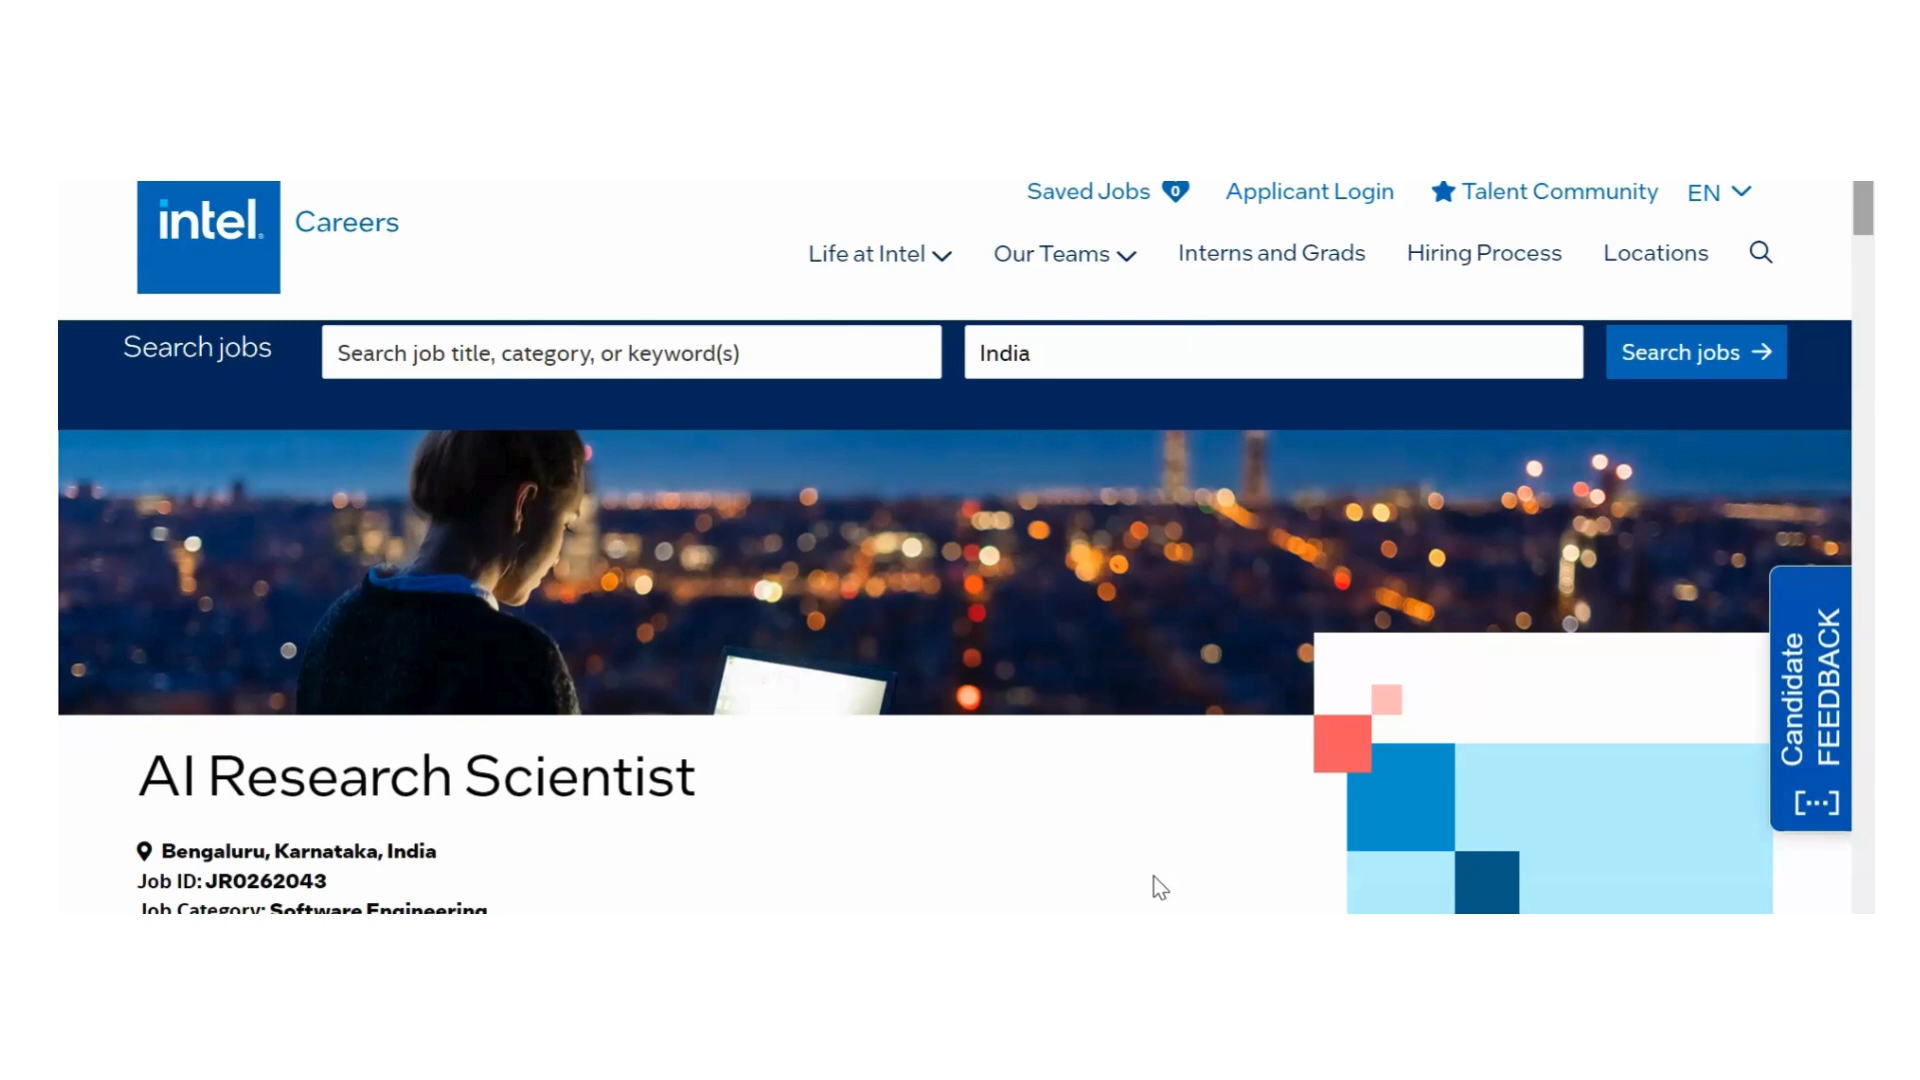 Saved Jobs 0 Applicant Login Talent Community EN
intel. Careers
Life at Intel Our Teams Interns and Grads Hiring Process Locations
Search jobs Search job title, category, or keyword(s) India Search jobs →
Candidate
FEEDBACK
AI Research Scientist
Bengaluru, Karnataka, India
Job ID: JR0262043
Job Category: Software Engineering